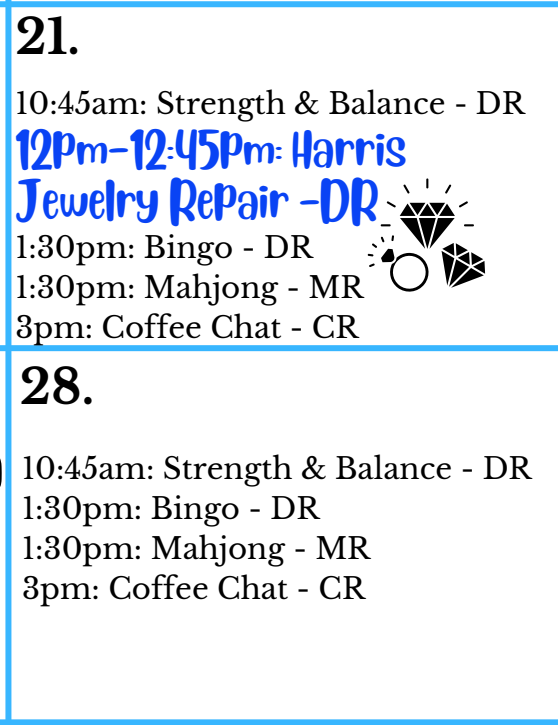 21.
10:45am: Strength & Balance - DR
12Pm-12:45Pm: Harris
Jewelry RePair -DR
1:30pm: Bingo - DR
1:30pm: Mahjong - MR
3pm: Coffee Chat - CR
28.
10:45am: Strength & Balance - DR
1:30pm: Bingo - DR
1:30pm: Mahjong - MR
3pm: Coffee Chat - CR